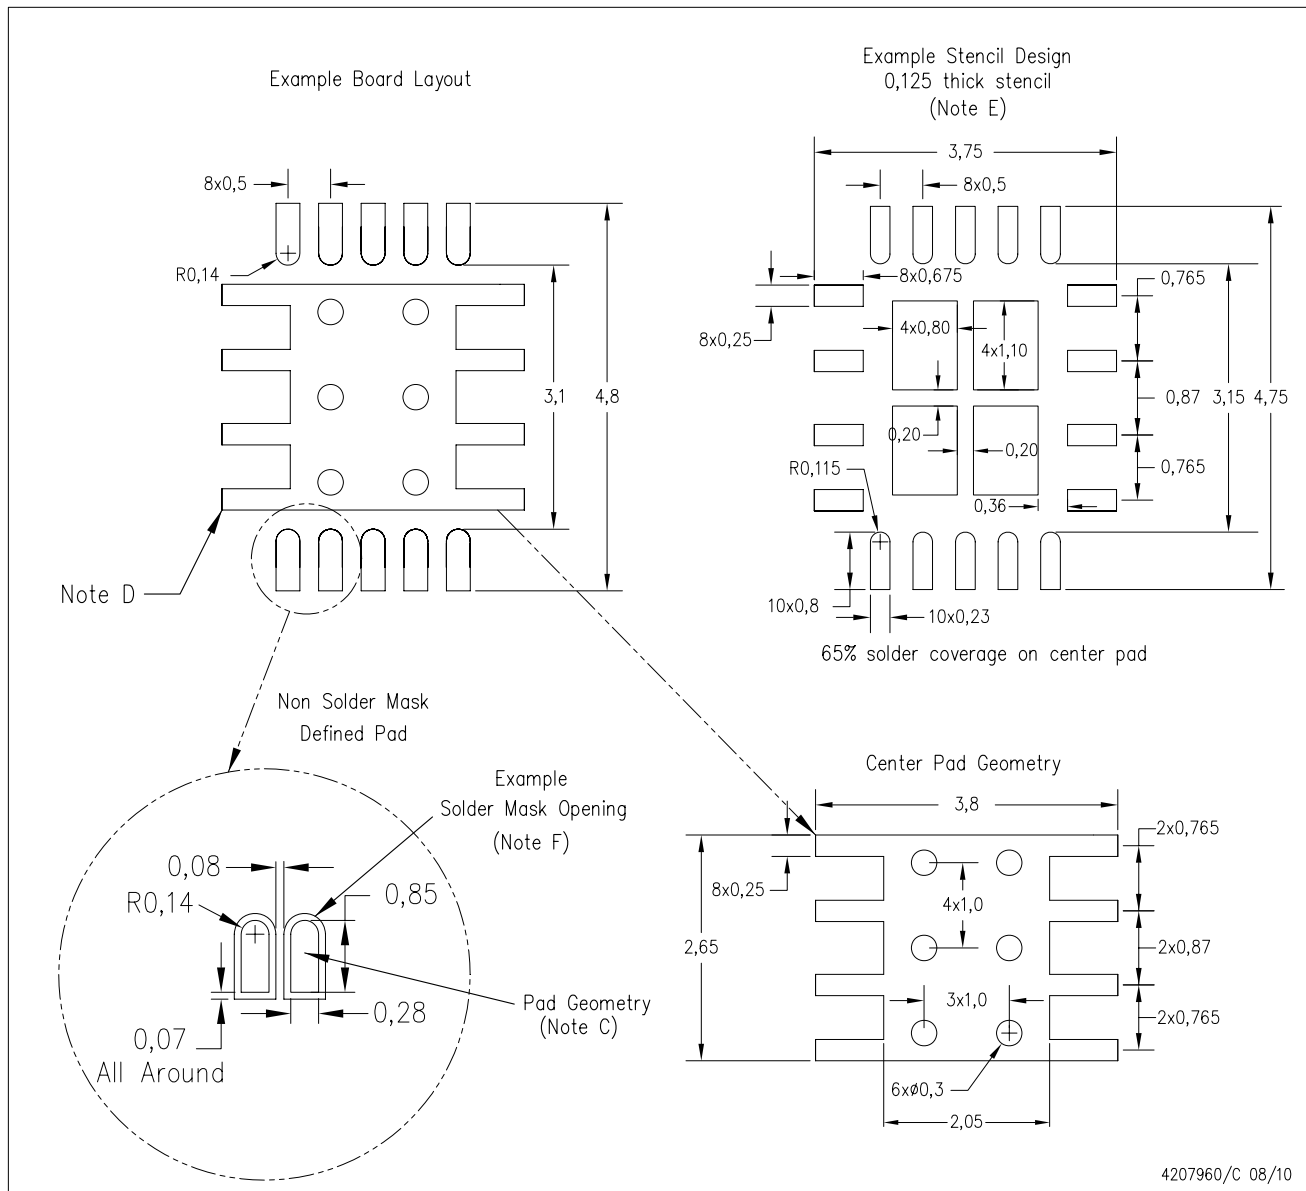 Example Board Layout
8x0,5
R0,14
3,1
4,8
Note D
Example Stencil Design
0,125 thick stencil
(Note E)
3,75
8x0,5
8x0,675
0,765
8x0,25
4x0,80
4x1,10
0,87
3,15
4,75
0,20
0,20
R0,115
0,765
0,36
10x0,8
10x0,23
65% solder coverage on center pad
Non Solder Mask
Defined Pad
Example
Solder Mask Opening
(Note F)
0,08
R0,14
0,85
Pad Geometry
(Note C)
0,28
0,07
All Around
Center Pad Geometry
3,8
2x0,765
8x0,25
4x1,0
2,65
2x0,87
3x1,0
2x0,765
6xø0,3
2,05
4207960/C 08/10